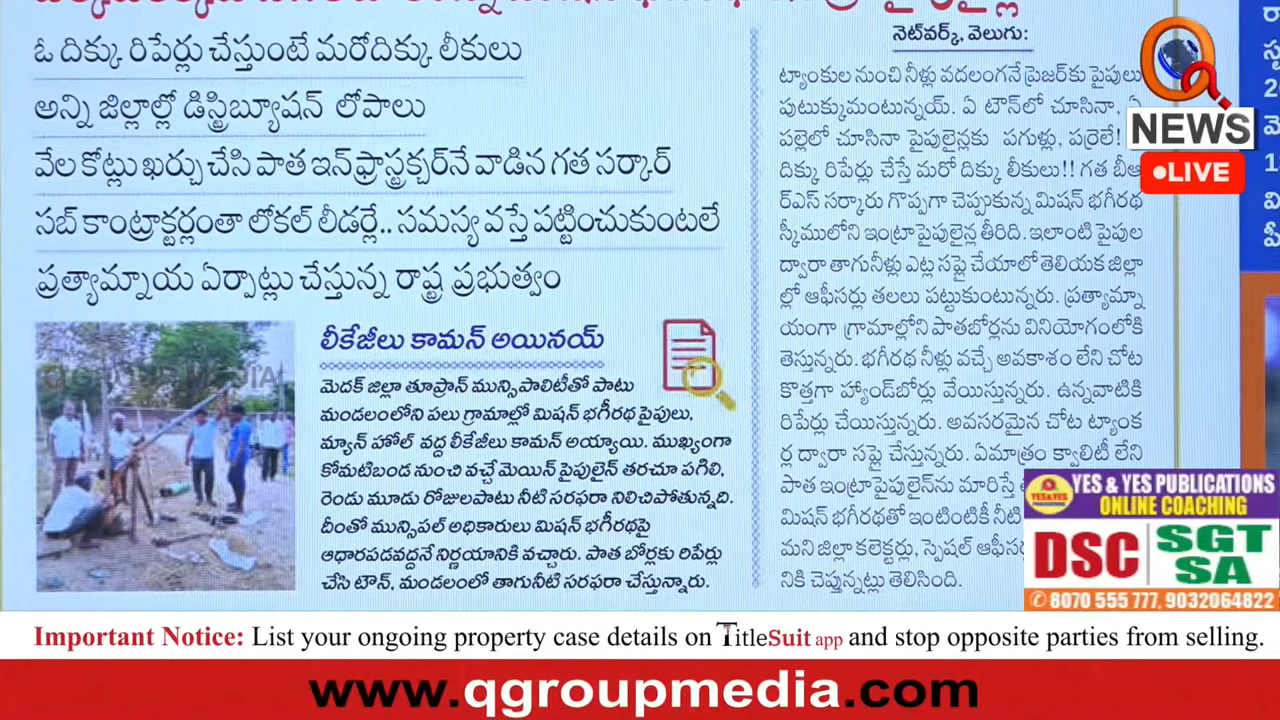 ఓ దిక్కు రిపేర్లు చేస్తుంటే మరోదిక్కు లీకులు
అన్ని జిల్లాల్లో డిస్ట్రిబ్యూషన్ లోపాలు
వేల కోట్లు ఖర్చు చేసి పాత ఇన్‌ఫ్రాస్ట్రక్చర్‌నే వాడిన గత సర్కార్
సబ్ కాంట్రాక్టర్లంతా లోకల్ లీడర్లే.. సమస్య వస్తే పట్టించుకుంటలే
ప్రత్యామ్నాయ ఏర్పాట్లు చేస్తున్న రాష్ట్ర ప్రభుత్వం
Q GROUP MEDIA
లీకేజీలు కామన్ అయినయ్
మెదక్ జిల్లా తూప్రాన్ మున్సిపాలిటీతో పాటు
మండలంలోని పలు గ్రామాల్లో మిషన్ భగీరథ పైపులు,
మ్యాన్ హోల్ వద్ద లీకేజీలు కామన్ అయ్యాయి. ముఖ్యంగా
కోమటిబండ నుంచి వచ్చే మెయిన్ పైపులైన్ తరచూ పగిలి,
రెండు మూడు రోజులపాటు నీటి సరఫరా నిలిచిపోతున్నది.
దీంతో మున్సిపల్ అధికారులు మిషన్ భగీరథపై
ఆధారపడవద్దనే నిర్ణయానికి వచ్చారు. పాత బోర్లకు రిపేర్లు
చేసి టౌన్, మండలంలో తాగునీటి సరఫరా చేస్తున్నారు.
నెట్‌వర్క్, వెలుగు:
ట్యాంకుల నుంచి నీళ్లు వదలంగనే ప్రెజర్‌కు పైపులు
పుటుక్కుమంటున్నయ్. ఏ టౌన్‌లో చూసినా, ఏ
పల్లెలో చూసినా పైపులైన్లకు పగుళ్లు, పర్రెలే!
దిక్కు రిపేర్లు చేస్తే మరో దిక్కు లీకులు!! గత బీఆ
ర్ఎస్ సర్కారు గొప్పగా చెప్పుకున్న మిషన్ భగీరథ
స్కీములోని ఇంట్రా పైపులైన్ల తీరిది. ఇలాంటి పైపుల
ద్వారా తాగునీళ్లు ఎట్ల సప్లై చేయాలో తెలియక జిల్లా
ల్లో ఆఫీసర్లు తలలు పట్టుకుంటున్నరు. ప్రత్యామ్నా
యంగా గ్రామాల్లోని పాతబోర్లను వినియోగంలోకి
తెస్తున్నరు. భగీరథ నీళ్లు వచ్చే అవకాశం లేని చోట
కొత్తగా హ్యాండ్‌బోర్లు వేయిస్తున్నరు. ఉన్నవాటికి
రిపేర్లు చేయిస్తున్నరు. అవసరమైన చోట ట్యాంక
ర్ల ద్వారా సప్లై చేస్తున్నరు. ఏమాత్రం క్వాలిటీ లేని
పాత ఇంట్రా పైపులైన్‌ను మారిస్తే
మిషన్ భగీరథతో ఇంటింటికీ నీటి
మని జిల్లా కలెక్టర్లు, స్పెషల్ ఆఫీసర్
నికి చెప్తున్నట్లు తెలిసింది.
Q
NEWS
LIVE
YES & YES PUBLICATIONS
ONLINE COACHING
DSC SGT SA
8070 555 777, 9032064822
Important Notice: List your ongoing property case details on TitleSuit app and stop opposite parties from selling.
www.qgroupmedia.com